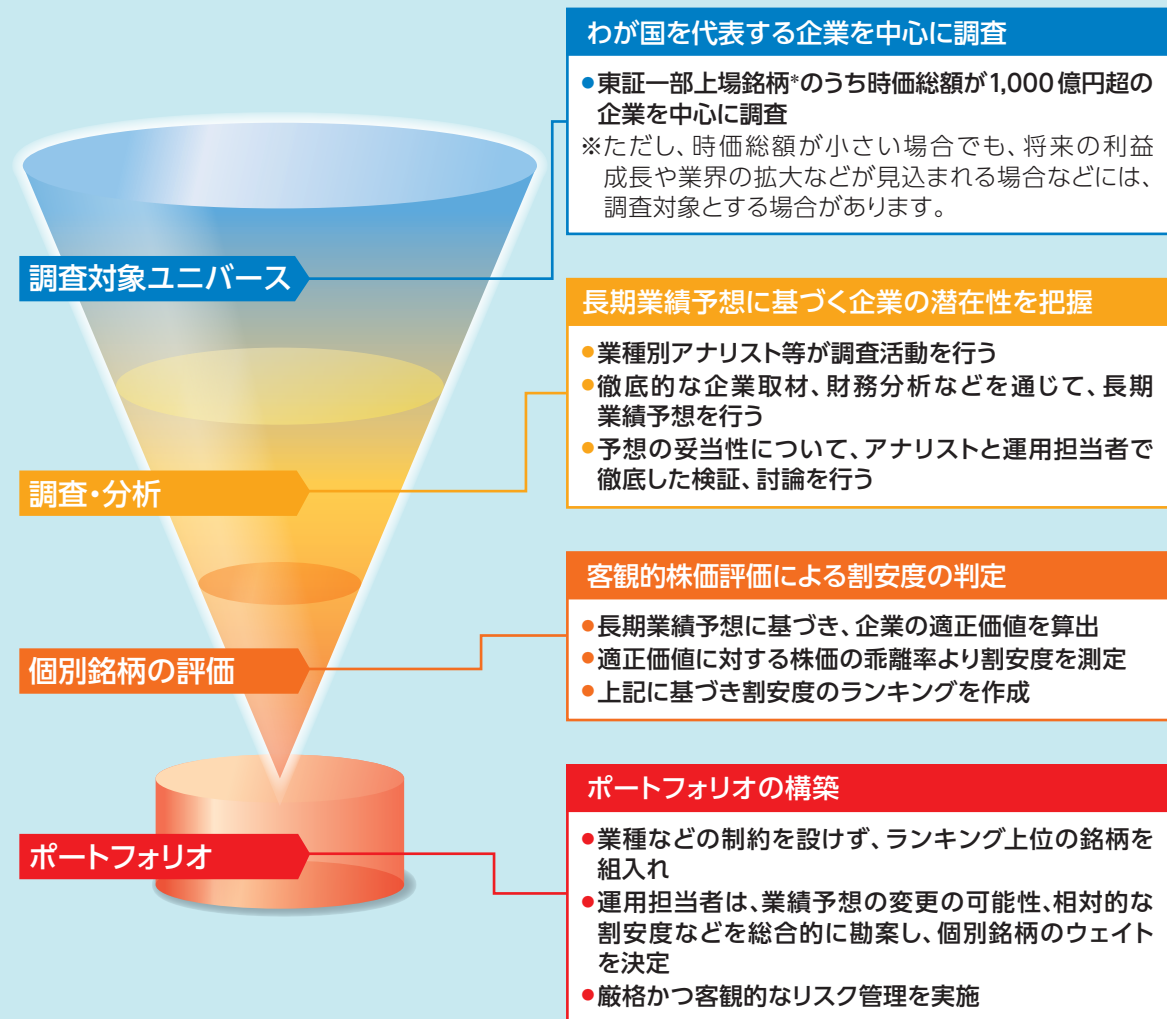 わが国を代表する企業を中心に調査
●東証一部上場銘柄*のうち時価総額が1,000億円超の
企業を中心に調査
※ただし、時価総額が小さい場合でも、将来の利益
成長や業界の拡大などが見込まれる場合などには、
調査対象とする場合があります。
調査対象ユニバース
長期業績予想に基づく企業の潜在性を把握
●業種別アナリスト等が調査活動を行う
●徹底的な企業取材、財務分析などを通じて、長期
業績予想を行う
●予想の妥当性について、アナリストと運用担当者で
徹底した検証、討論を行う
調査・分析
客観的株価評価による割安度の判定
●長期業績予想に基づき、企業の適正価値を算出
●適正価値に対する株価の乖離率より割安度を測定
●上記に基づき割安度のランキングを作成
個別銘柄の評価
ポートフォリオの構築
●業種などの制約を設けず、ランキング上位の銘柄を
組入れ
●運用担当者は、業績予想の変更の可能性、相対的な
割安度などを総合的に勘案し、個別銘柄のウェイト
を決定
●厳格かつ客観的なリスク管理を実施
ポートフォリオ